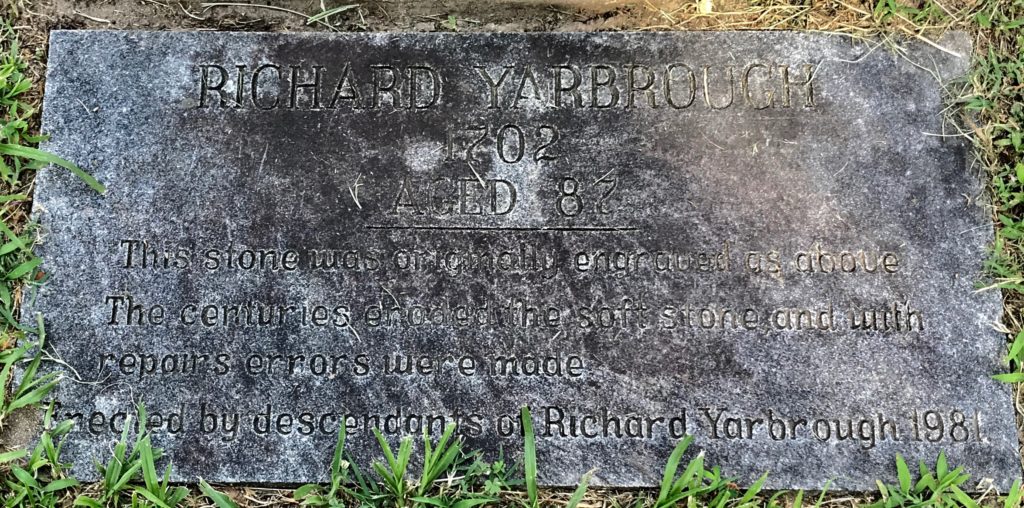 RICHARD YARBROUGH
1702
AGED 87
This stone was originally engraved as above
The centuries eroded the soft stone, and with
repairs errors were made
Erected by descendants of Richard Yarbrough 1981.